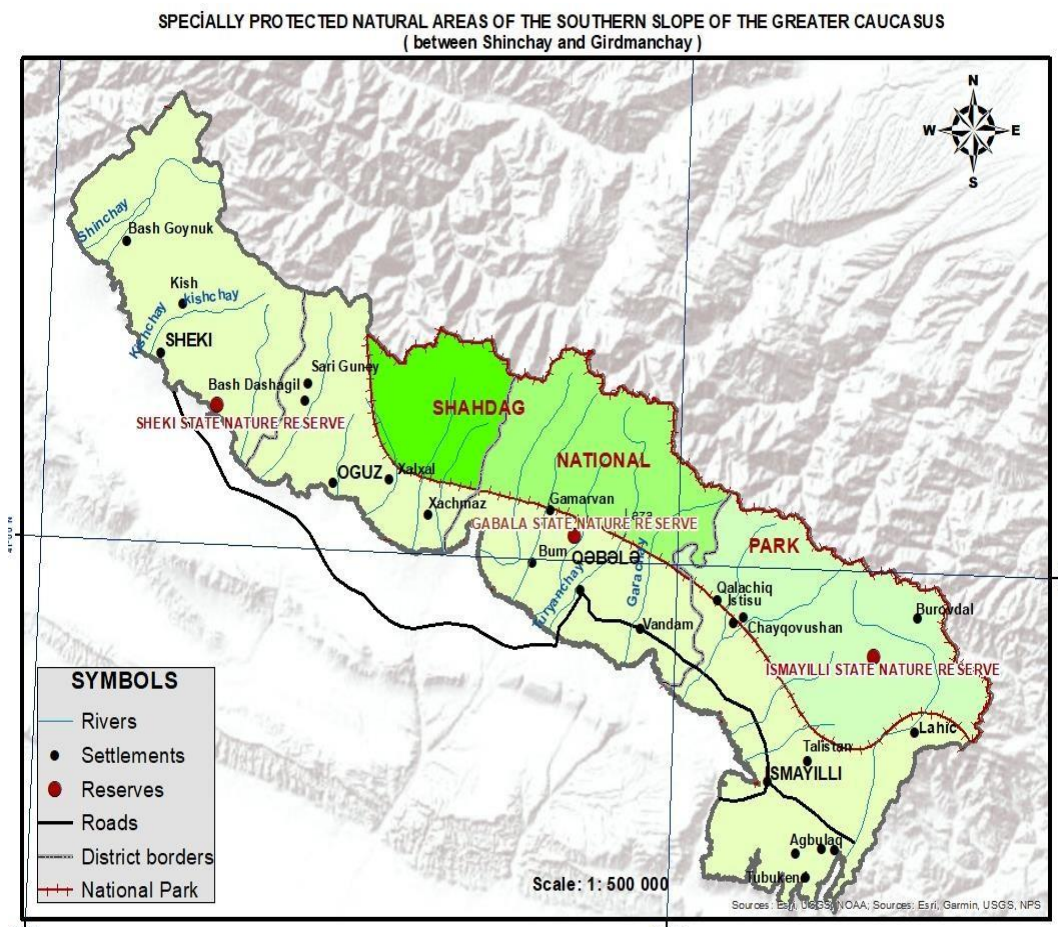 SPECİALLY PROTECTED NATURAL AREAS OF THE SOUTHERN SLOPE OF THE GREATER CAUCASUS
( between Shinchay and Girdmanchay )
N
W
E
S
Shinchay
Bash Goynuk
Kish
kishchay
Kishchay
SHEKI
Sari Guney
Bash Dashagil
SHEKI STATE NATURE RESERVE
SHAHDAG
NATIONAL
PARK
OGUZ
Xalxal
Xachmaz
Gamarvan
Laza
GABALA STATE NATURE RESERVE
Bum
QƏBƏLƏ
Turyanchay
Garachay
Vandam
Qalachiq
Istisu
Chayqovushan
Burovdal
ISMAYILLI STATE NATURE RESERVE
Lahic
Talistan
ISMAYILLI
Agbulaq
Tubukend
SYMBOLS
Rivers
Settlements
Reserves
Roads
District borders
National Park
Scale: 1: 500 000
Sources: Esri, USGS, NOAA; Sources: Esri, Garmin, USGS, NPS